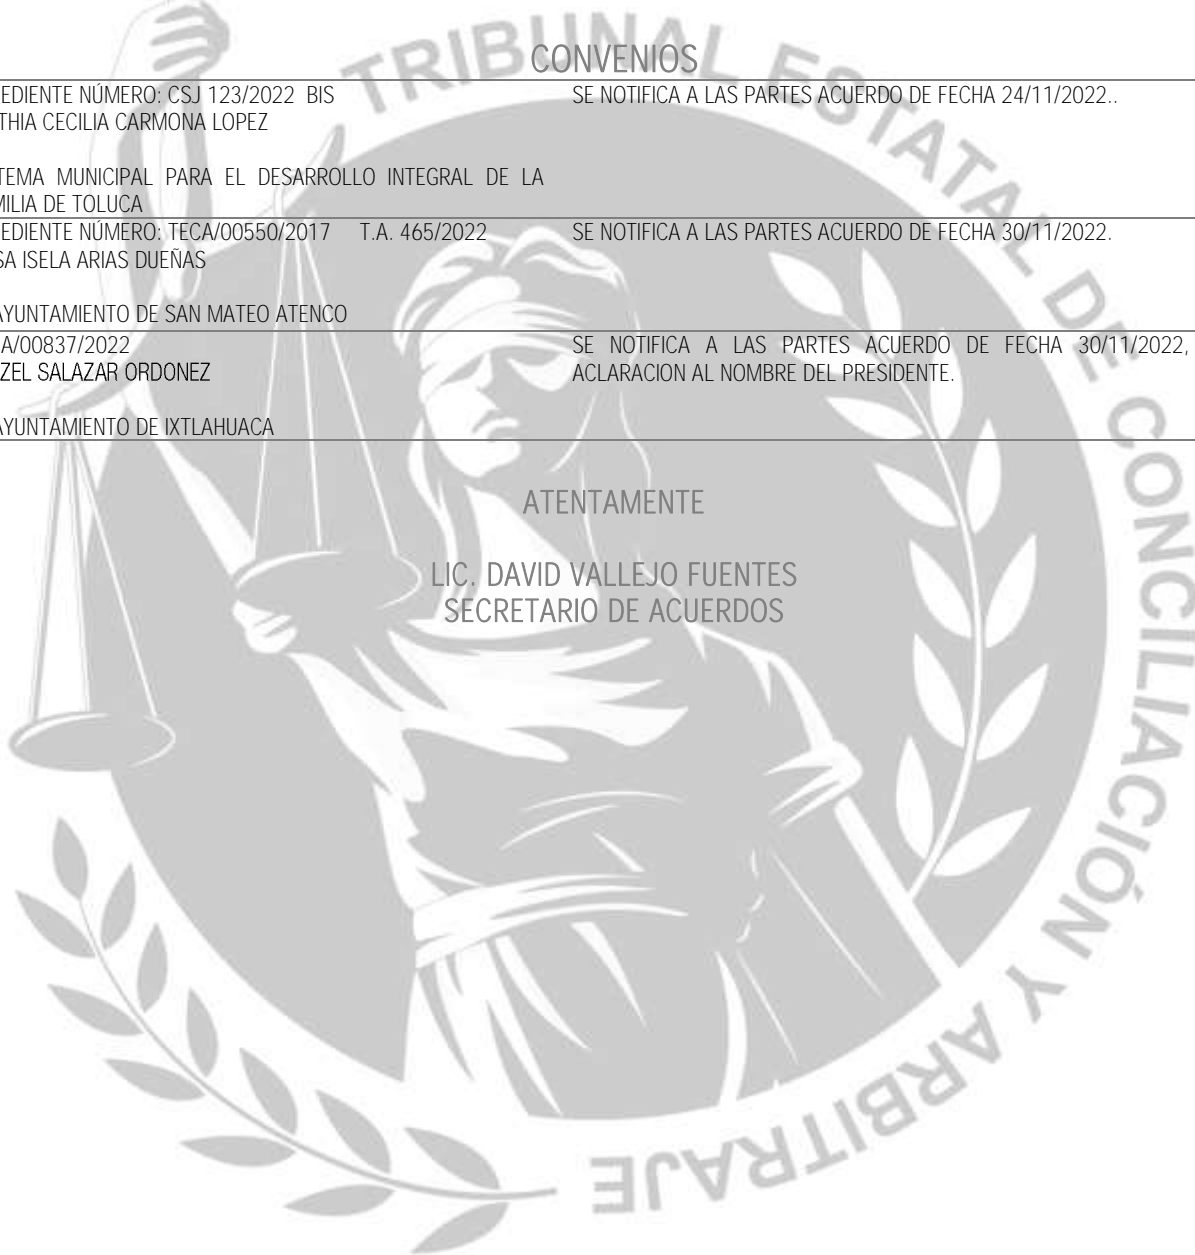 CONVENIOS
EDIENTE NÚMERO: CSJ 123/2022 BIS
THIA CECILIA CARMONA LOPEZ
TEMA MUNICIPAL PARA EL DESARROLLO INTEGRAL DE LA
MILIA DE TOLUCA
SE NOTIFICA A LAS PARTES ACUERDO DE FECHA 24/11/2022..
EDIENTE NÚMERO: TECA/00550/2017 T.A. 465/2022
SA ISELA ARIAS DUEÑAS
AYUNTAMIENTO DE SAN MATEO ATENCO
SE NOTIFICA A LAS PARTES ACUERDO DE FECHA 30/11/2022.
A/00837/2022
ZEL SALAZAR ORDONEZ
AYUNTAMIENTO DE IXTLAHUACA
SE NOTIFICA A LAS PARTES ACUERDO DE FECHA 30/11/2022,
ACLARACION AL NOMBRE DEL PRESIDENTE.
ATENTAMENTE
LIC. DAVID VALLEJO FUENTES
SECRETARIO DE ACUERDOS
TRIBUNAL ESTATAL DE CONCILIACIÓN Y ARBITRAJE